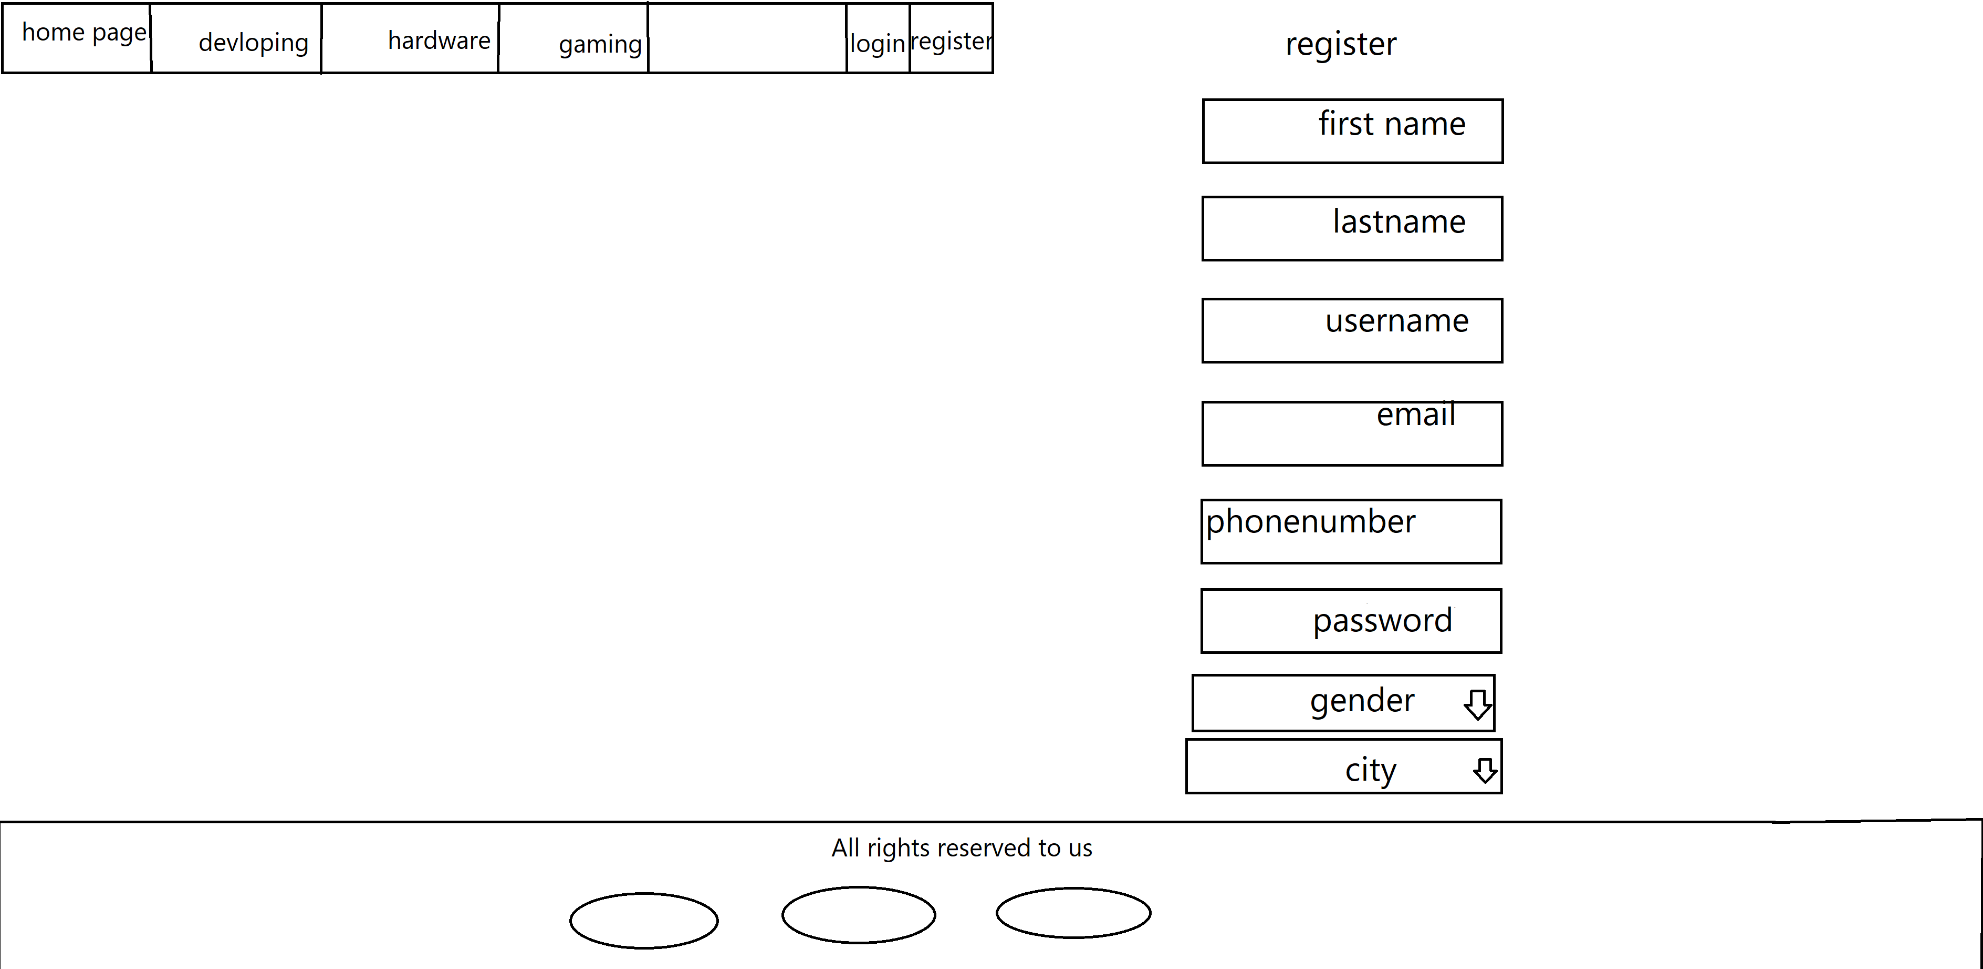 home page
devloping
hardware
gaming
login
register
register
first name
lastname
username
email
phonenumber
password
gender
city
All rights reserved to us